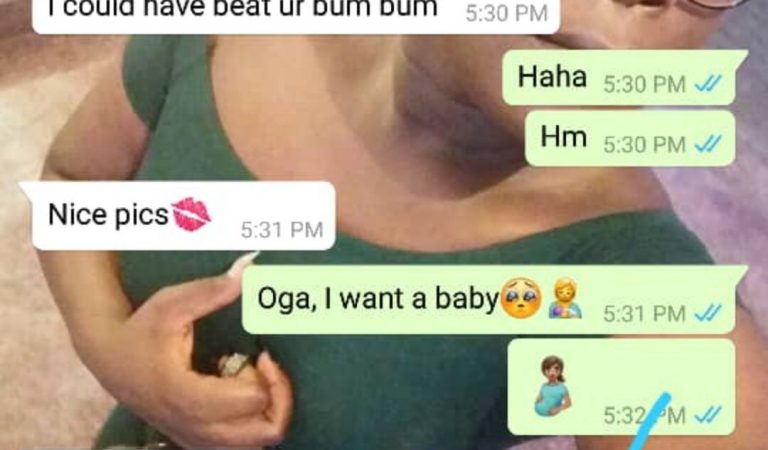 I could have beat ur bum bum 5:30 PM
Haha 5:30 PM
Hm 5:30 PM
Nice pics💋 5:31 PM
Oga, I want a baby🥺🧑‍🍼 5:31 PM
🤰🏽 5:32 PM